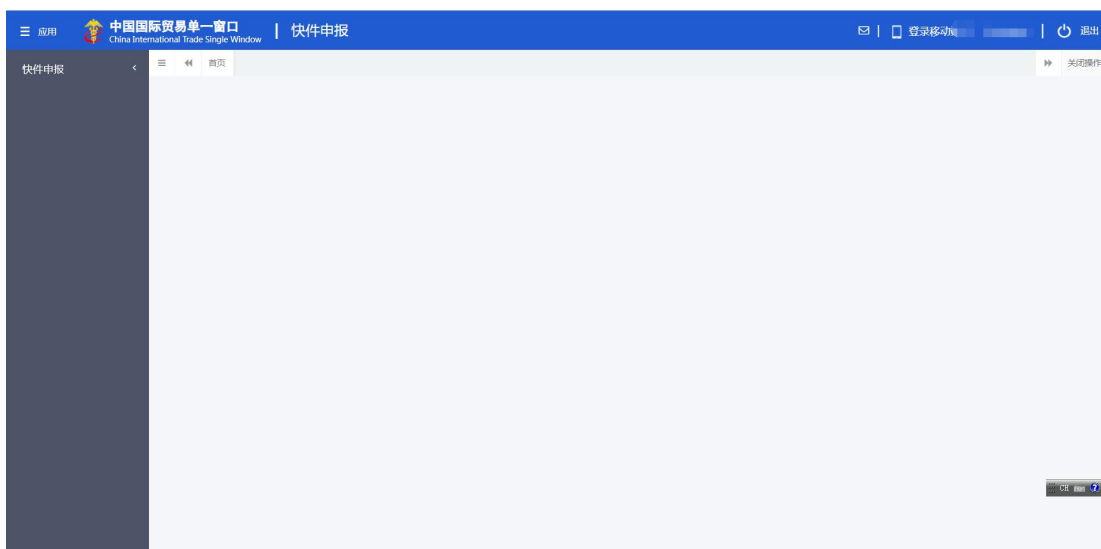 应用
中国国际贸易单一窗口
China International Trade Single Window
快件申报
登录移动
退出
快件申报
首页
关闭操作
CH